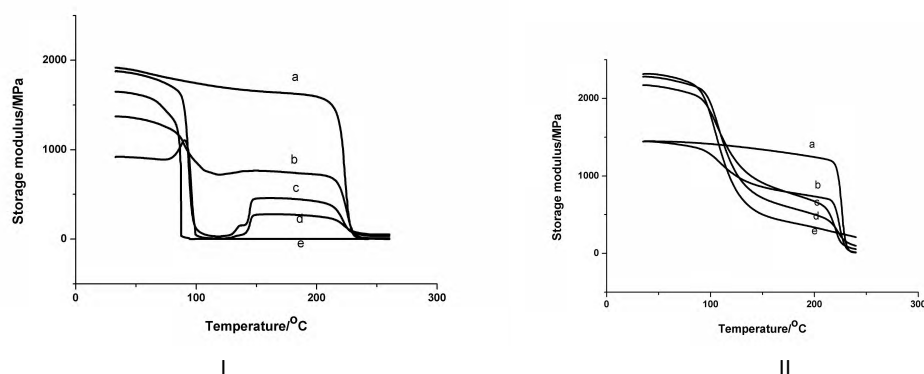 2000
1000
0
Storage modulus/MPa
a
b
c
d
e
0
100
200
300
Temperature/°C
I
2000
1000
0
Storage modulus/MPa
a
b
c
d
e
0
100
200
300
Temperature/°C
II